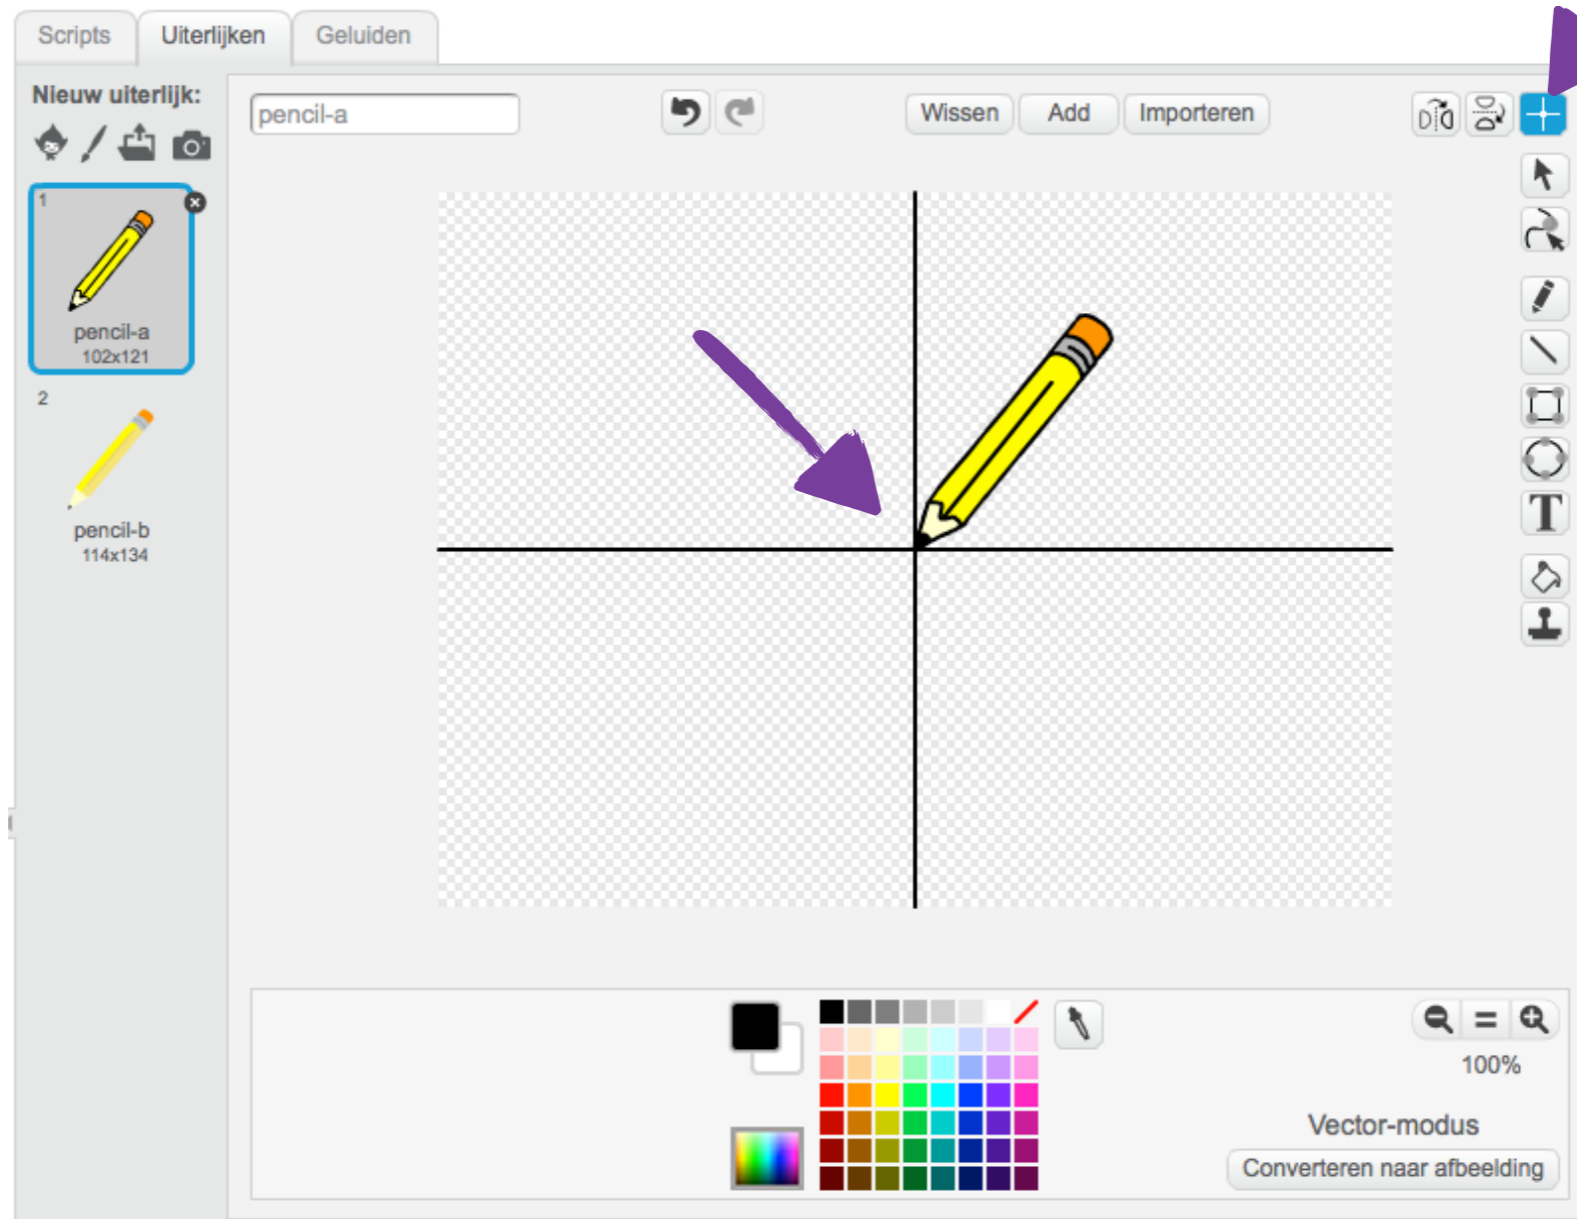 Scripts
Uiterlijken
Geluiden
Nieuw uiterlijk:
pencil-a
Wissen
Add
Importeren
1
pencil-a
102x121
2
pencil-b
114x134
T
100%
Vector-modus
Converteren naar afbeelding